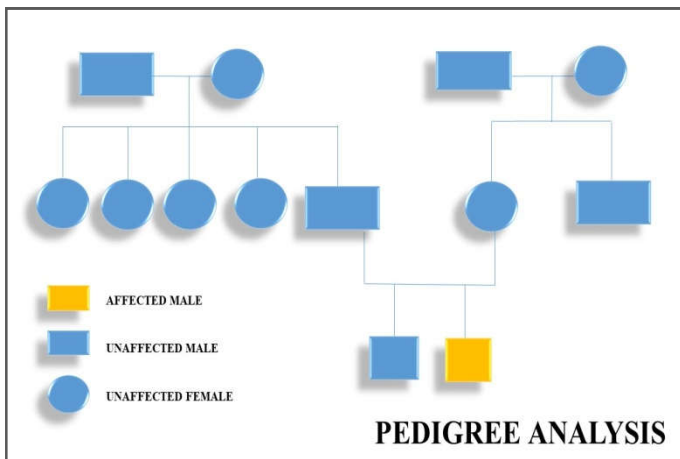 AFFECTED MALE
UNAFFECTED MALE
UNAFFECTED FEMALE
PEDIGREE ANALYSIS